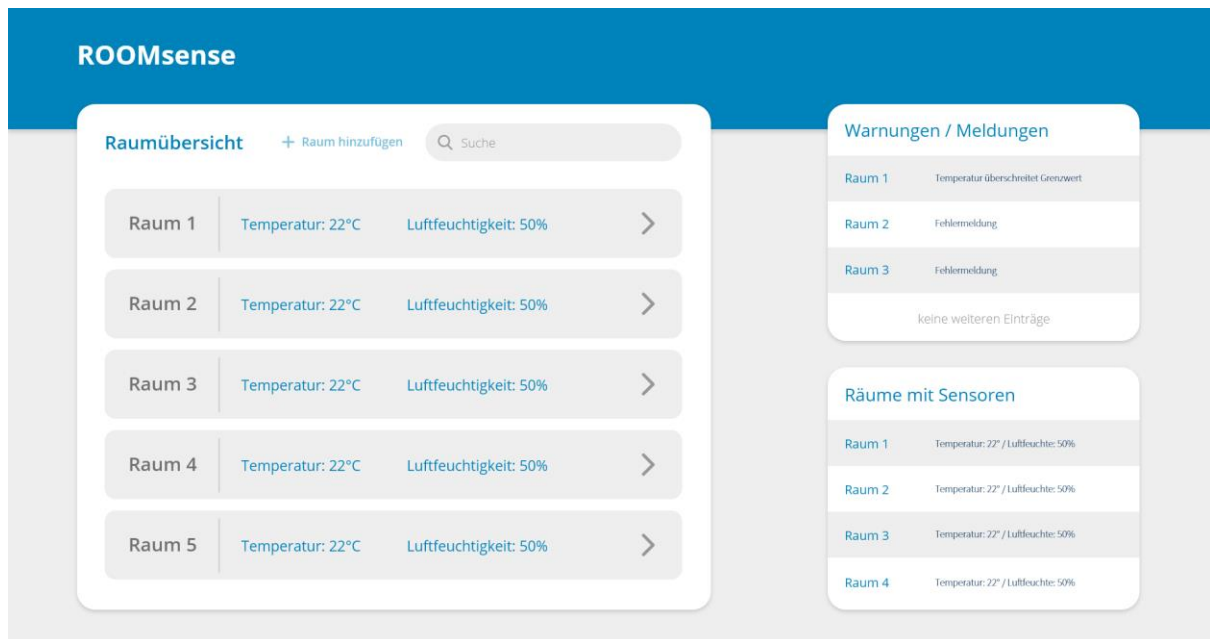 ROOMsense
Raumübersicht + Raum hinzufügen Suche
Raum 1 Temperatur: 22°C Luftfeuchtigkeit: 50%
Raum 2 Temperatur: 22°C Luftfeuchtigkeit: 50%
Raum 3 Temperatur: 22°C Luftfeuchtigkeit: 50%
Raum 4 Temperatur: 22°C Luftfeuchtigkeit: 50%
Raum 5 Temperatur: 22°C Luftfeuchtigkeit: 50%
Warnungen / Meldungen
Raum 1 Temperatur überschreitet Grenzwert
Raum 2 Fehlermeldung
Raum 3 Fehlermeldung
keine weiteren EInträge
Räume mit Sensoren
Raum 1 Temperatur: 22° / Luftfeuchte: 50%
Raum 2 Temperatur: 22° / Luftfeuchte: 50%
Raum 3 Temperatur: 22° / Luftfeuchte: 50%
Raum 4 Temperatur: 22° / Luftfeuchte: 50%